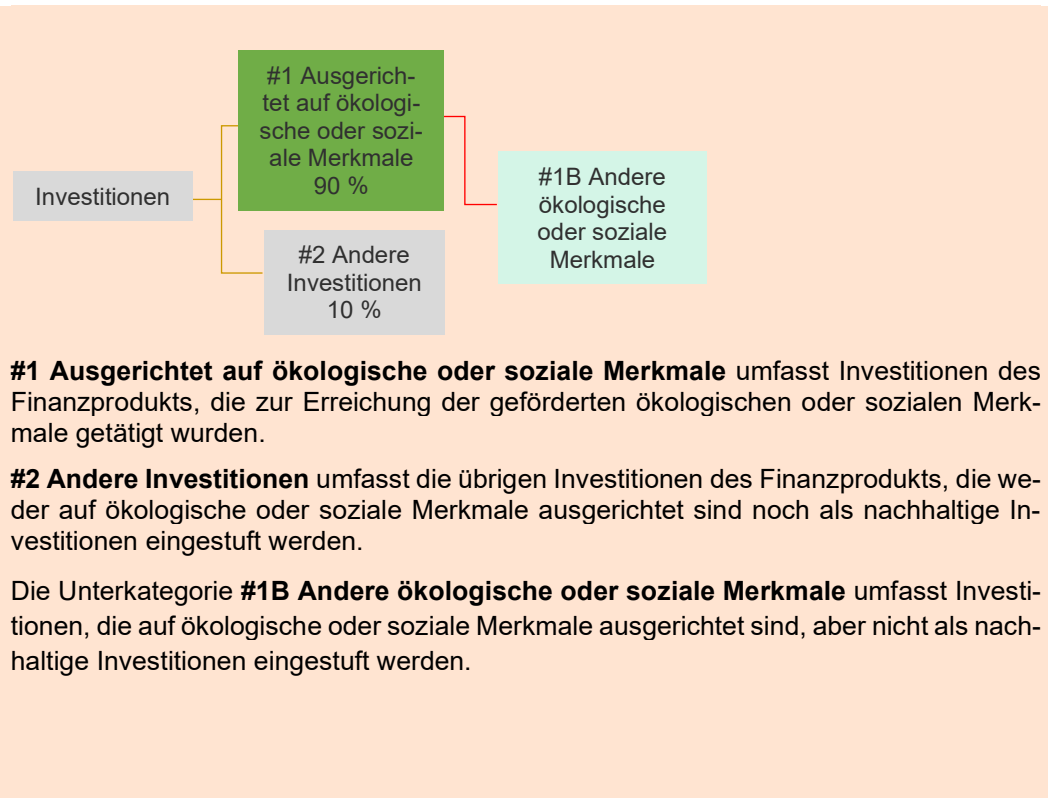 #1 Ausgerich-
tet auf ökologi-
sche oder sozi-
ale Merkmale
90 %
Investitionen
#1B Andere
ökologische
oder soziale
Merkmale
#2 Andere
Investitionen
10 %
#1 Ausgerichtet auf ökologische oder soziale Merkmale umfasst Investitionen des
Finanzprodukts, die zur Erreichung der geförderten ökologischen oder sozialen Merk-
male getätigt wurden.
#2 Andere Investitionen umfasst die übrigen Investitionen des Finanzprodukts, die we-
der auf ökologische oder soziale Merkmale ausgerichtet sind noch als nachhaltige In-
vestitionen eingestuft werden.
Die Unterkategorie #1B Andere ökologische oder soziale Merkmale umfasst Investi-
tionen, die auf ökologische oder soziale Merkmale ausgerichtet sind, aber nicht als nach-
haltige Investitionen eingestuft werden.